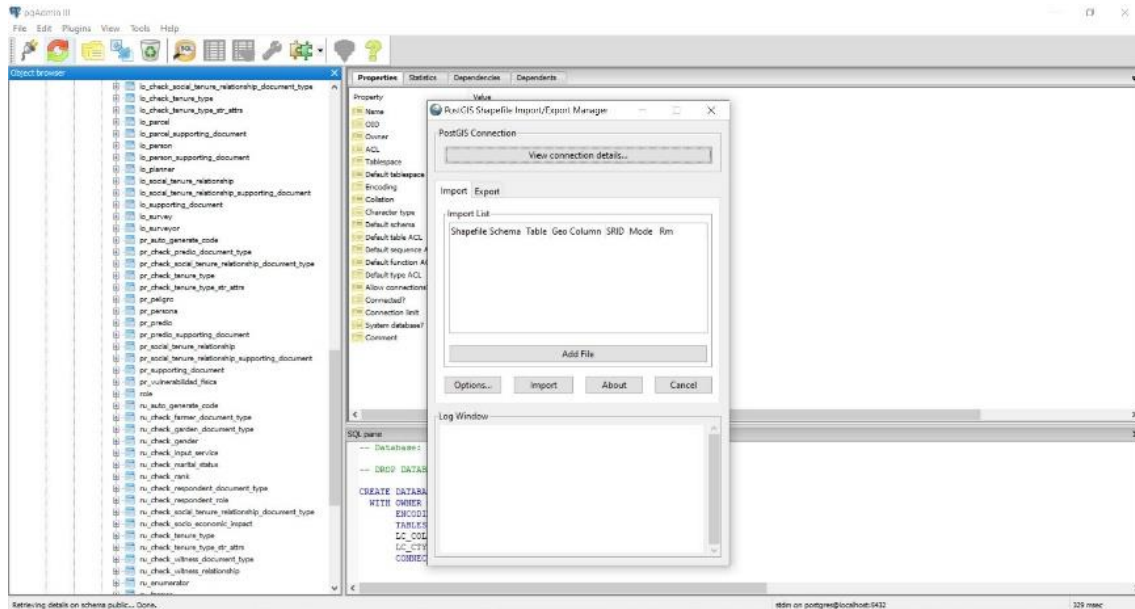 pgAdmin III
File Edit Plugins View Tools Help
Object browser
lo_check_social_tenure_relationship_document_type
lo_check_tenure_type
lo_check_tenure_type_str_attrs
lo_parcel
lo_parcel_supporting_document
lo_person
lo_person_supporting_document
lo_planner
lo_social_tenure_relationship
lo_social_tenure_relationship_supporting_document
lo_supporting_document
lo_survey
lo_surveyor
pr_auto_generate_code
pr_check_predio_document_type
pr_check_social_tenure_relationship_document_type
pr_check_tenure_type
pr_check_tenure_type_str_attrs
pr_peligro
pr_persona
pr_predio
pr_predio_supporting_document
pr_social_tenure_relationship
pr_social_tenure_relationship_supporting_document
pr_supporting_document
pr_vulnerabilidad_fisica
role
ru_auto_generate_code
ru_check_farmer_document_type
ru_check_garden_document_type
ru_check_gender
ru_check_input_service
ru_check_marital_status
ru_check_rank
ru_check_respondent_document_type
ru_check_respondent_role
ru_check_social_tenure_relationship_document_type
ru_check_socio_economic_impact
ru_check_tenure_type
ru_check_tenure_type_str_attrs
ru_check_witness_document_type
ru_check_witness_relationship
ru_enumerator
Properties Statistics Dependencies Dependents
Property Value
Name
OID
Owner
ACL
Tablespace
Default tablespace
Encoding
Collation
Character type
Default schema
Default table ACL
Default sequence A
Default function A
Default type ACL
Allow connections
Connected?
Connection limit
System database?
Comment
SQL pane
-- Database:
-- DROP DATAB
CREATE DATABA
WITH OWNER
ENCODI
TABLES
LC_COL
LC_CTY
CONNEC
PostGIS Shapefile Import/Export Manager
PostGIS Connection
View connection details...
Import Export
Import List
Shapefile Schema Table Geo Column SRID Mode Rm
Add File
Options... Import About Cancel
Log Window
Retrieving details on schema public... Done.
stdm on postgres@localhost:5432
329 msec